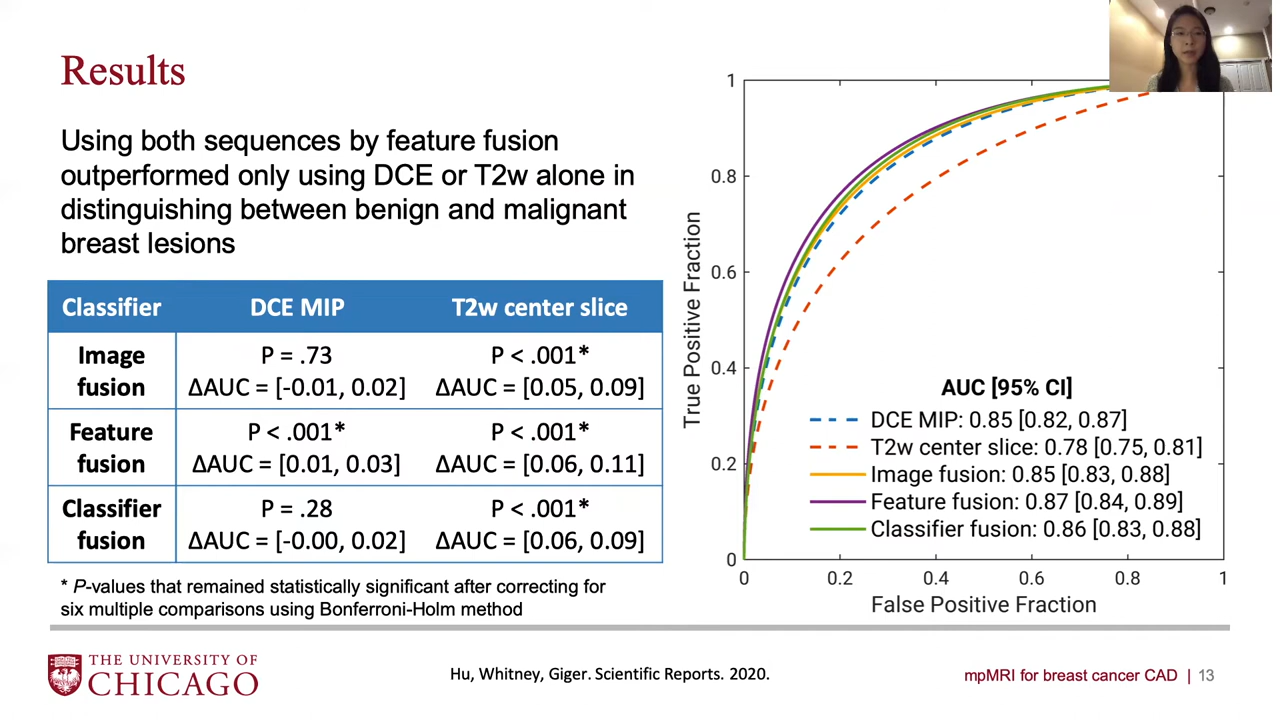 Results
Using both sequences by feature fusion
outperformed only using DCE or T2w alone in
distinguishing between benign and malignant
breast lesions
Classifier DCE MIP T2w center slice
Image fusion P = .73 P < .001*
ΔAUC = [-0.01, 0.02] ΔAUC = [0.05, 0.09]
Feature fusion P < .001* P < .001*
ΔAUC = [0.01, 0.03] ΔAUC = [0.06, 0.11]
Classifier fusion P = .28 P < .001*
ΔAUC = [-0.00, 0.02] ΔAUC = [0.06, 0.09]
* P-values that remained statistically significant after correcting for
six multiple comparisons using Bonferroni-Holm method
True Positive Fraction
1
0.8
0.6
0.4
0.2
0
0 0.2 0.4 0.6 0.8 1
False Positive Fraction
AUC [95% CI]
DCE MIP: 0.85 [0.82, 0.87]
T2w center slice: 0.78 [0.75, 0.81]
Image fusion: 0.85 [0.83, 0.88]
Feature fusion: 0.87 [0.84, 0.89]
Classifier fusion: 0.86 [0.83, 0.88]
THE UNIVERSITY OF
CHICAGO
Hu, Whitney, Giger. Scientific Reports. 2020.
mpMRI for breast cancer CAD | 13